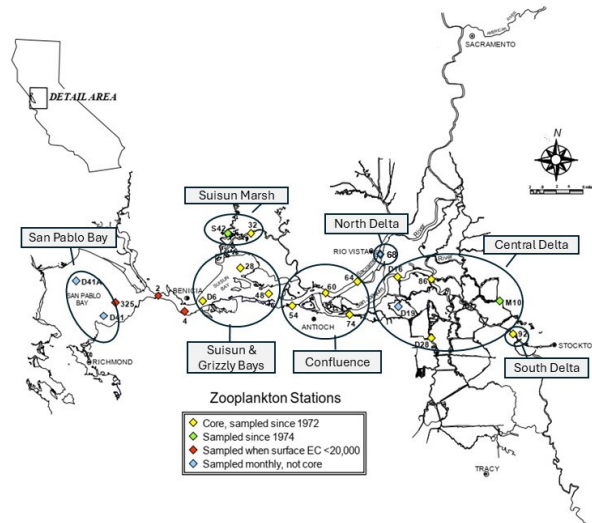 SACRAMENTO
DETAIL AREA
N
Suisun Marsh
S42
32
North Delta
San Pablo Bay
RIO VISTA
68
Central Delta
D41A
28
SUISUN BAY
64
D16
86
SAN PABLO BAY
2
BENICIA
D6
48
60
M10
325
D41
4
54
74
D19
ANTIOCH
92
RICHMOND
D28
STOCKTON
Suisun & Grizzly Bays
Confluence
South Delta
Zooplankton Stations
Core, sampled since 1972
Sampled since 1974
Sampled when surface EC <20,000
Sampled monthly, not core
TRACY